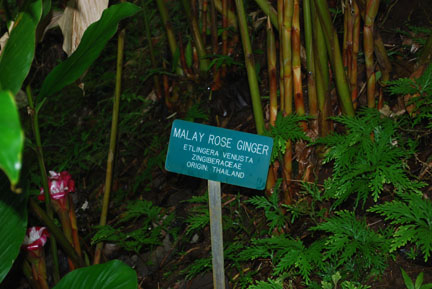 MALAY ROSE GINGER
ETLINGERA VENUSTA
ZINGIBERACEAE
ORIGIN: THAILAND